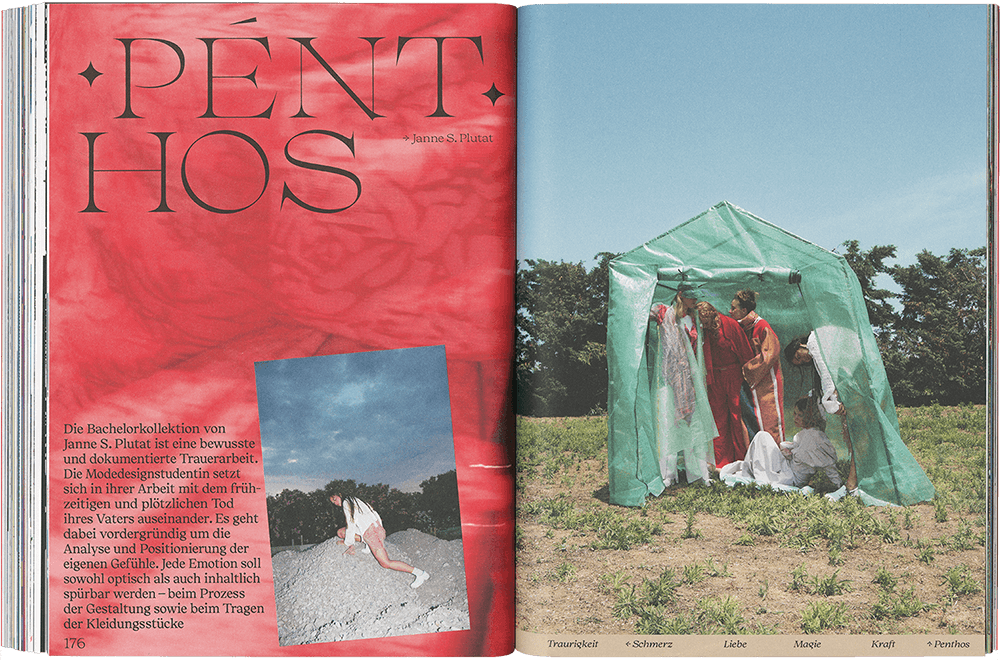 PÉNT
HOS
→ Janne S. Plutat
Die Bachelorkollektion von
Janne S. Plutat ist eine bewusste
und dokumentierte Trauerarbeit.
Die Modedesignstudentin setzt
sich in ihrer Arbeit mit dem früh-
zeitigen und plötzlichen Tod
ihres Vaters auseinander. Es geht
dabei vordergründig um die
Analyse und Positionierung der
eigenen Gefühle. Jede Emotion soll
sowohl optisch als auch inhaltlich
spürbar werden – beim Prozess
der Gestaltung sowie beim Tragen
der Kleidungsstücke
176
Traurigkeit ← Schmerz Liebe Magie Kraft → Penthos